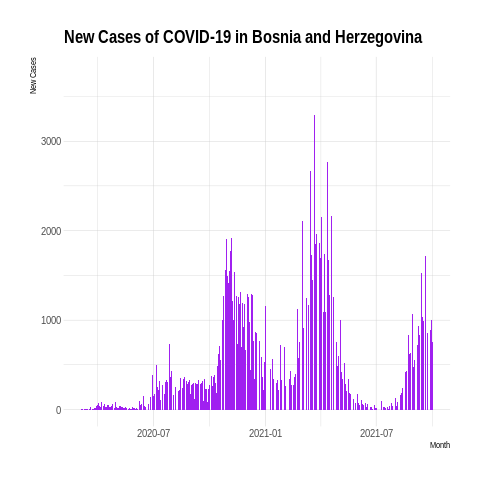 New Cases of COVID-19 in Bosnia and Herzegovina
New Cases
3000
2000
1000
0
2020-07
2021-01
2021-07
Month